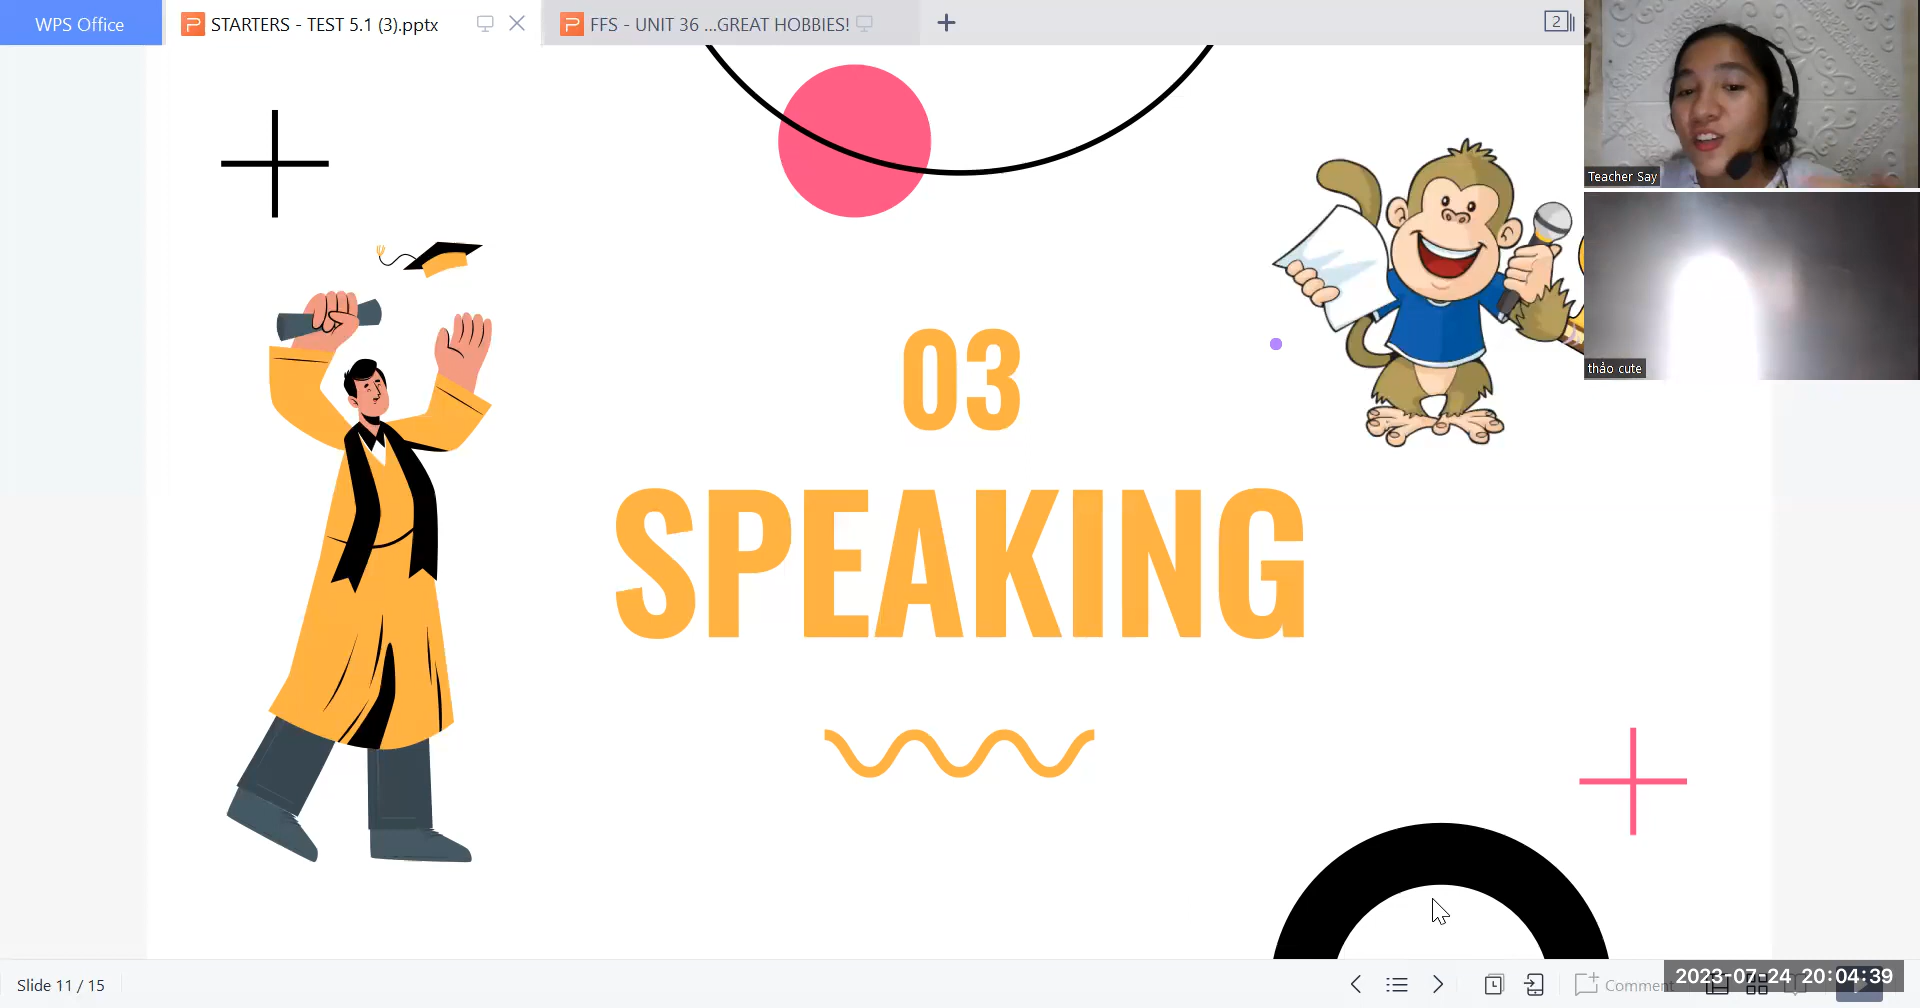 WPS Office
STARTERS - TEST 5.1 (3).pptx
FFS - UNIT 36 ...GREAT HOBBIES!
2
Teacher Say
thảo cute
03
SPEAKING
Slide 11 / 15
Comment
2023-07-24 20:04:39